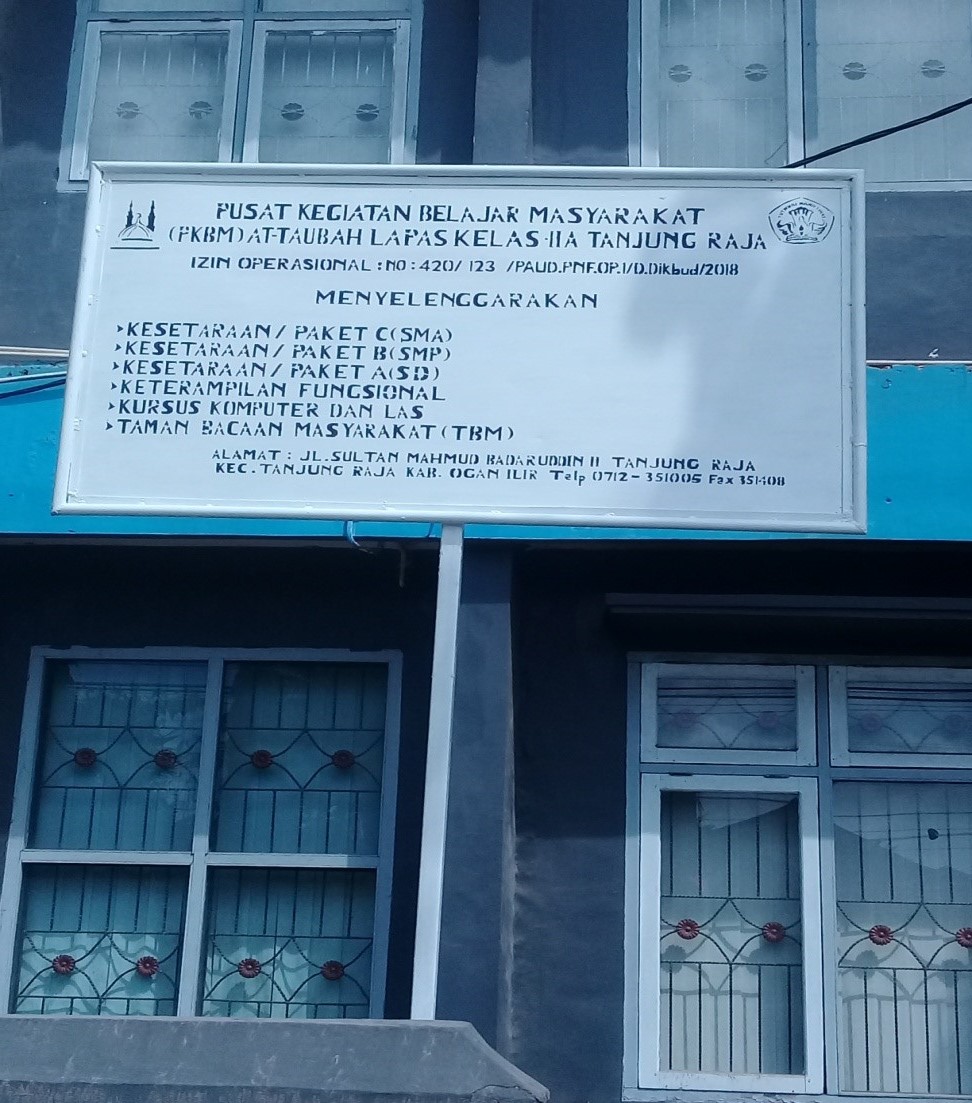 PUSAT KEGIATAN BELAJAR MASYARAKAT
(PKBM) AT-TAUBAH LAPAS KELAS IIA TANJUNG RAJA
IZIN OPERASIONAL : NO : 420/ 123 /PAUD.PNF.OP.1/D.Dikbud/2018
MENYELENGGARAKAN
KESETARAAN/ PAKET C(SMA)
KESETARAAN/ PAKET B(SMP)
KESETARAAN/ PAKET A(SD)
KETERAMPILAN FUNGSIONAL
KURSUS KOMPUTER DAN LAS
TAMAN BACAAN MASYARAKAT (TBM)
ALAMAT : JL.SULTAN MAHMUD BADARUDDIN II TANJUNG RAJA
KEC. TANJUNG RAJA KAB. OGAN ILIR Telp 0712-351005 Fax 351408